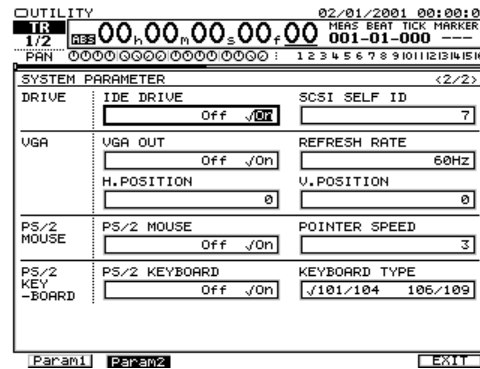 UTILITY 02/01/2001 00:00:0
TR 1/2 ABS 00h00m00s00f00 MEAS BEAT TICK MARKER
001-01-000 ---
PAN 1 2 3 4 5 6 7 8 9 10 11 12 13 14 15 16
SYSTEM PARAMETER <2/2>
DRIVE IDE DRIVE SCSI SELF ID
Off √On 7
VGA VGA OUT REFRESH RATE
Off √On 60Hz
H.POSITION V.POSITION
0 0
PS/2 MOUSE PS/2 MOUSE POINTER SPEED
Off √On 3
PS/2 KEY -BOARD PS/2 KEYBOARD KEYBOARD TYPE
Off √On √101/104 106/109
Param1 Param2 EXIT